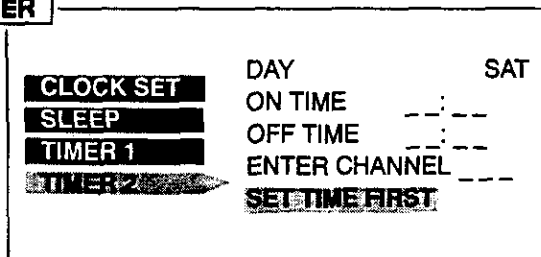 ER
CLOCK SET
SLEEP
TIMER 1
TIMER 2
DAY SAT
ON TIME __:__
OFF TIME __:__
ENTER CHANNEL ___
SET TIME FIRST